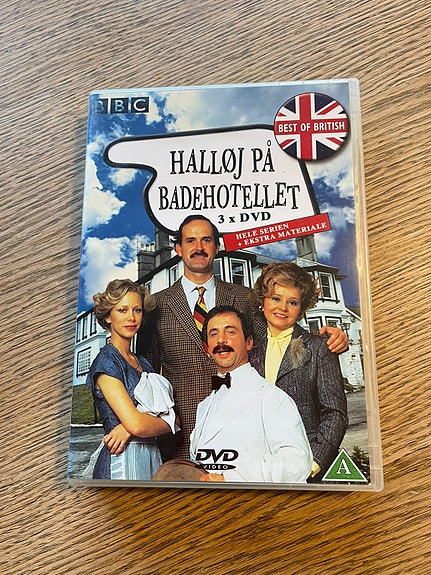 BBC
BEST OF BRITISH
HALLØJ PÅ
BADEHOTELLET
3 x DVD
HELE SERIEN
+ EKSTRA MATERIALE
DVD
VIDEO
A